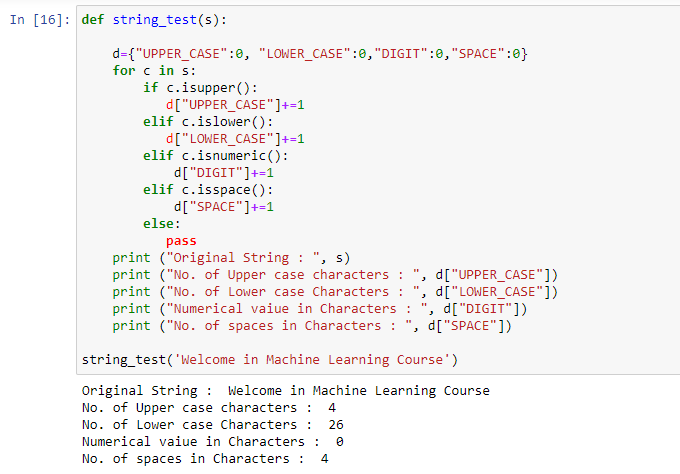 In [16]: def string_test(s):
d={"UPPER_CASE":0, "LOWER_CASE":0,"DIGIT":0,"SPACE":0}
for c in s:
if c.isupper():
d["UPPER_CASE"]+=1
elif c.islower():
d["LOWER_CASE"]+=1
elif c.isnumeric():
d["DIGIT"]+=1
elif c.isspace():
d["SPACE"]+=1
else:
pass
print ("Original String : ", s)
print ("No. of Upper case characters : ", d["UPPER_CASE"])
print ("No. of Lower case Characters : ", d["LOWER_CASE"])
print ("Numerical vaiue in Characters : ", d["DIGIT"])
print ("No. of spaces in Characters : ", d["SPACE"])
string_test('Welcome in Machine Learning Course')
Original String :  Welcome in Machine Learning Course
No. of Upper case characters :  4
No. of Lower case Characters :  26
Numerical vaiue in Characters :  0
No. of spaces in Characters :  4